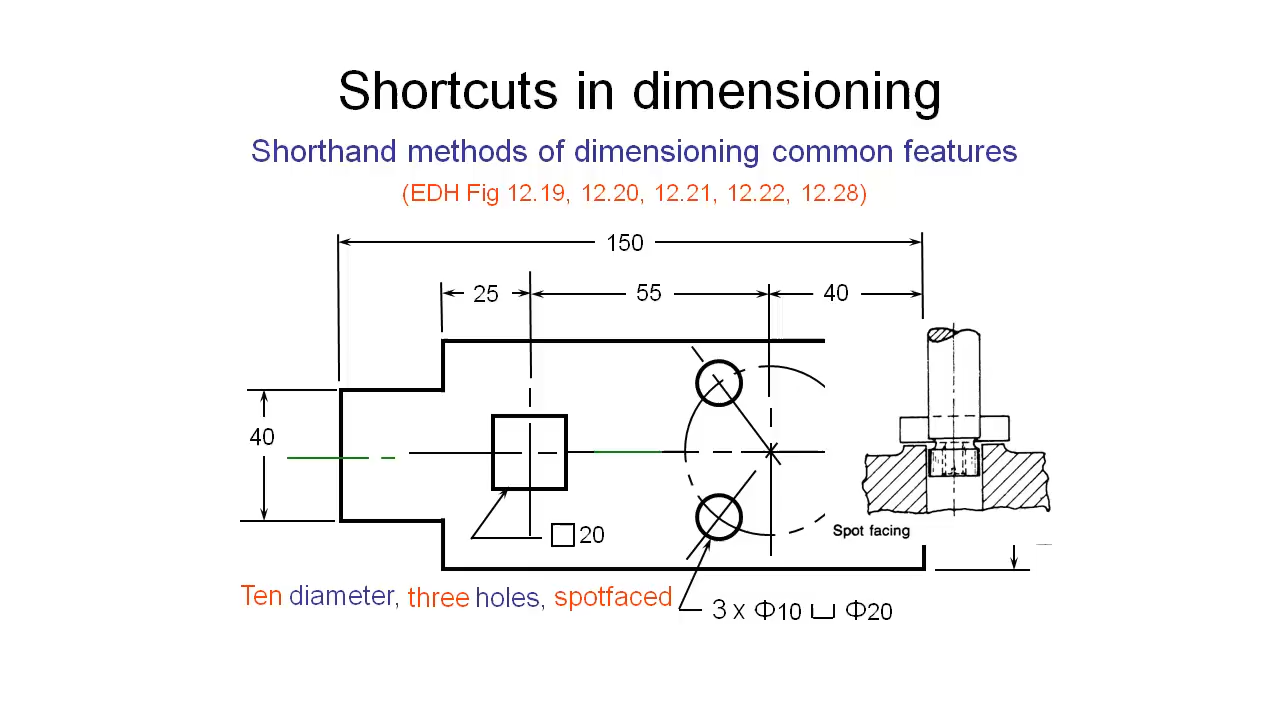 Shortcuts in dimensioning
Shorthand methods of dimensioning common features
(EDH Fig 12.19, 12.20, 12.21, 12.22, 12.28)
150
25 55 40
40
Spot facing
□20
Ten diameter, three holes, spotfaced
3 x Φ10 ⌴ Φ20